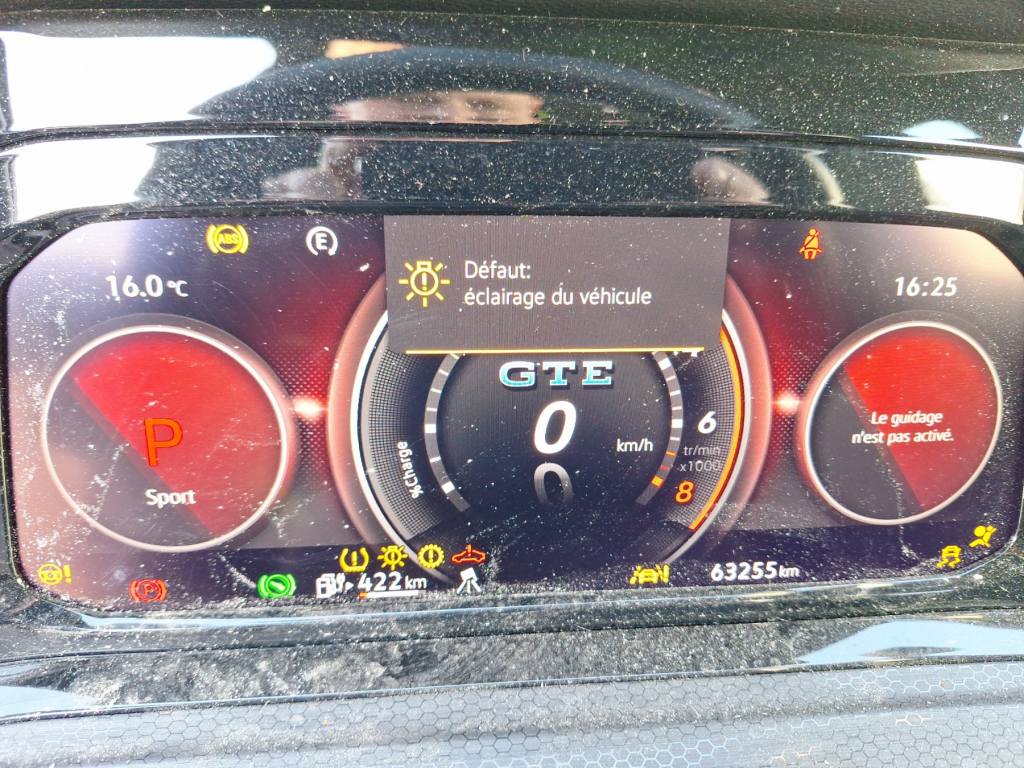 ABS
E
Défaut:
éclairage du véhicule
16.0 °C
16:25
GTE
0
km/h
0
6
tr/min
x1000
8
%Charge
P
Sport
Le guidage
n'est pas activé.
P
422 km
63255 km